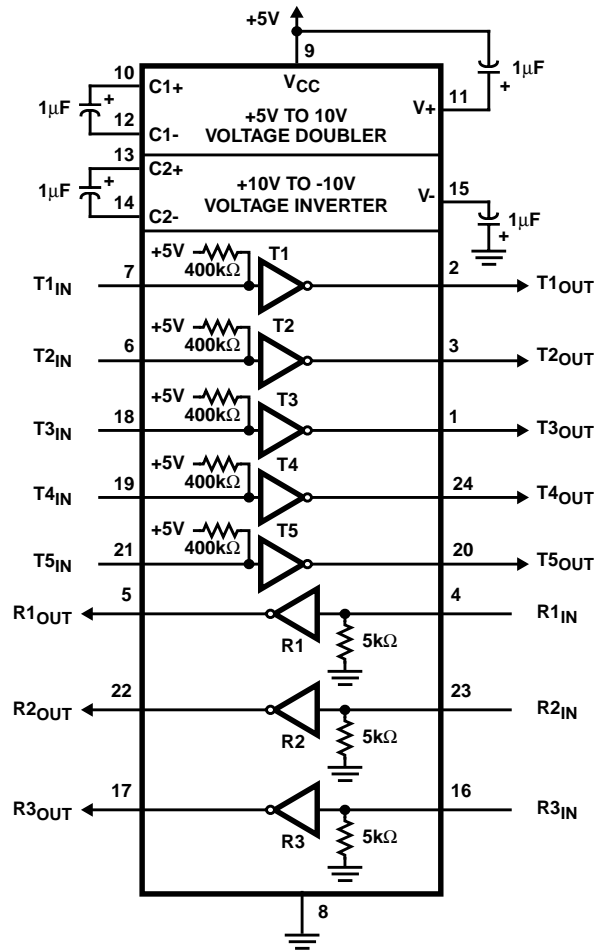 +5V
9
10
1μF
+
12
C1+
C1-
VCC
+5V TO 10V
VOLTAGE DOUBLER
V+
11
1μF
+
13
1μF
+
14
C2+
C2-
+10V TO -10V
VOLTAGE INVERTER
V-
15
1μF
+
T1IN
7
+5V
400kΩ
T1
2
T1OUT
T2IN
6
+5V
400kΩ
T2
3
T2OUT
T3IN
18
+5V
400kΩ
T3
1
T3OUT
T4IN
19
+5V
400kΩ
T4
24
T4OUT
T5IN
21
+5V
400kΩ
T5
20
T5OUT
R1OUT
5
R1
5kΩ
4
R1IN
R2OUT
22
R2
5kΩ
23
R2IN
R3OUT
17
R3
5kΩ
16
R3IN
8